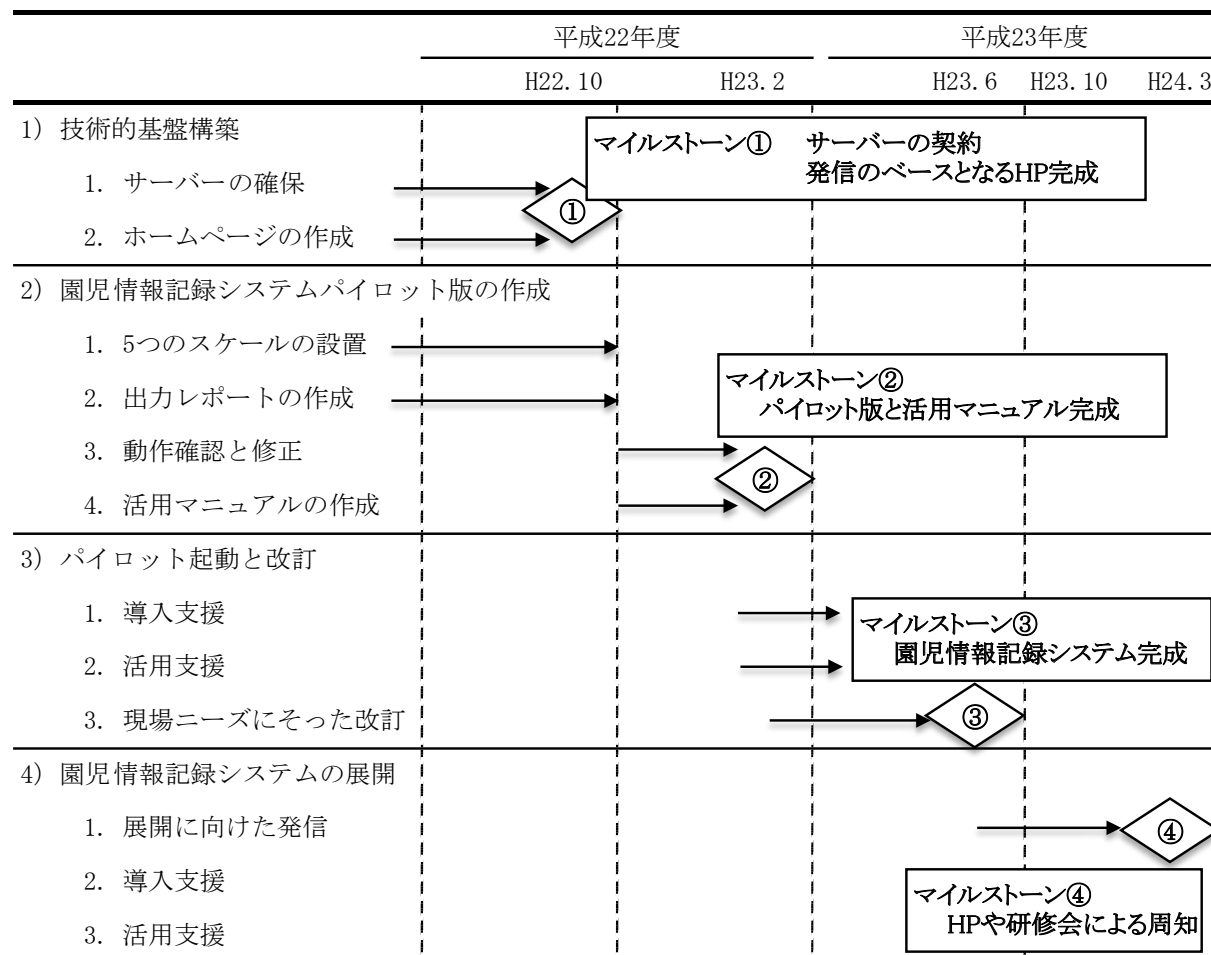 平成22年度 平成23年度
H22.10 H23.2 H23.6 H23.10 H24.3
1) 技術的基盤構築
マイルストーン① サーバーの契約
発信のベースとなるHP完成
1. サーバーの確保
①
2. ホームページの作成
2) 園児情報記録システムパイロット版の作成
1. 5つのスケールの設置
マイルストーン②
パイロット版と活用マニュアル完成
2. 出力レポートの作成
3. 動作確認と修正
②
4. 活用マニュアルの作成
3) パイロット起動と改訂
1. 導入支援
マイルストーン③
園児情報記録システム完成
2. 活用支援
3. 現場ニーズにそった改訂
③
4) 園児情報記録システムの展開
1. 展開に向けた発信
④
2. 導入支援
マイルストーン④
HPや研修会による周知
3. 活用支援